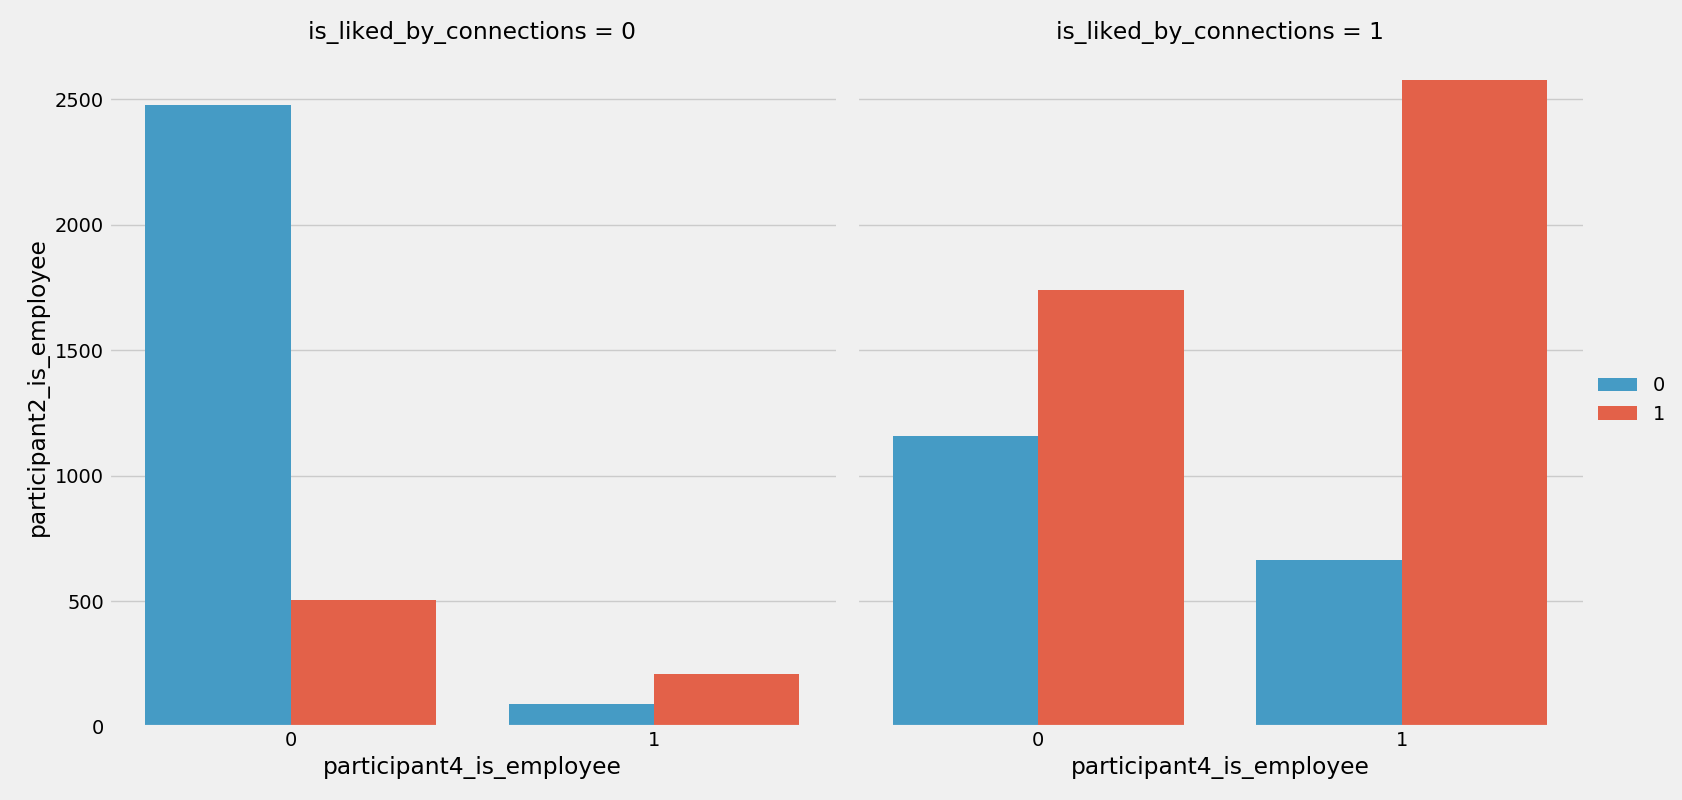 is_liked_by_connections = 0
is_liked_by_connections = 1
participant2_is_employee
2500
2000
1500
1000
500
0
0
1
0
1
participant4_is_employee
participant4_is_employee
0
1